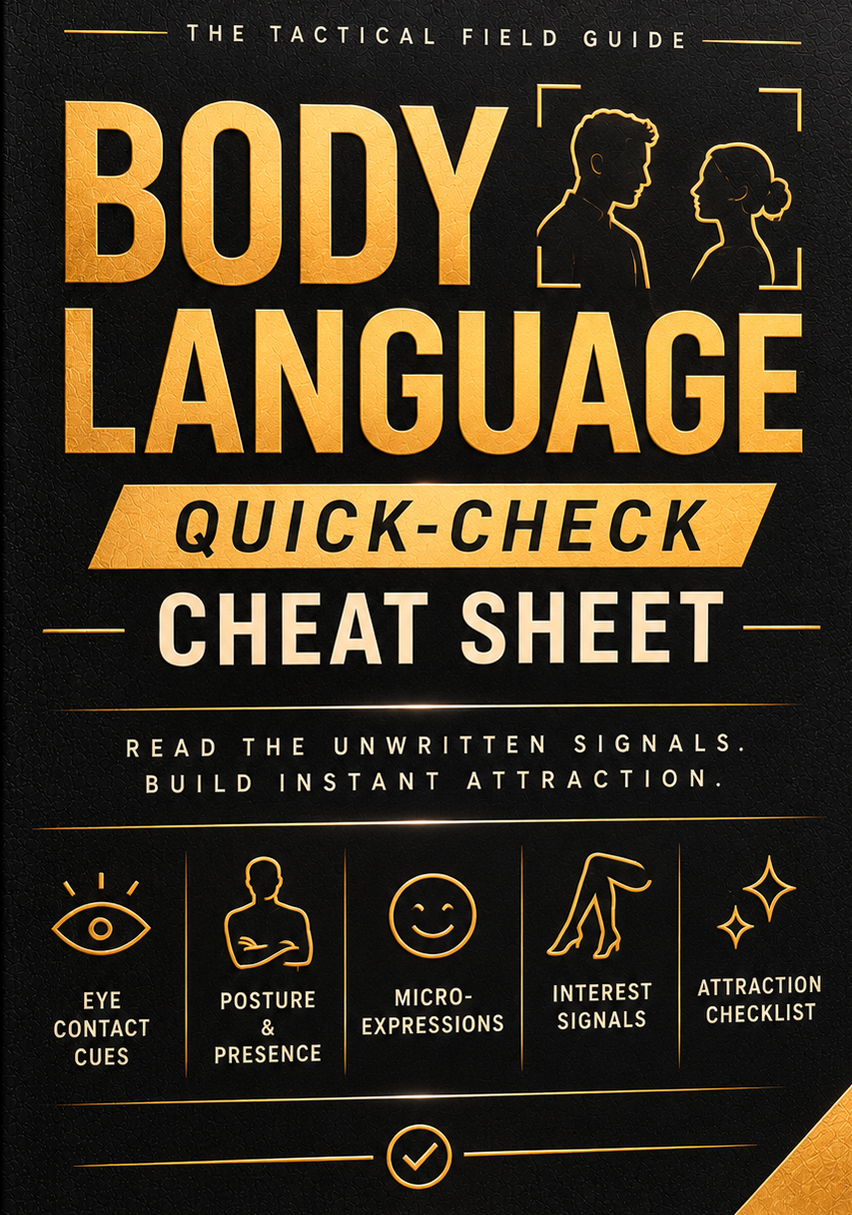 THE TACTICAL FIELD GUIDE
BODY
LANGUAGE
QUICK-CHECK
CHEAT SHEET
READ THE UNWRITTEN SIGNALS.
BUILD INSTANT ATTRACTION.
EYE
CONTACT
CUES
POSTURE
&
PRESENCE
MICRO-
EXPRESSIONS
INTEREST
SIGNALS
ATTRACTION
CHECKLIST